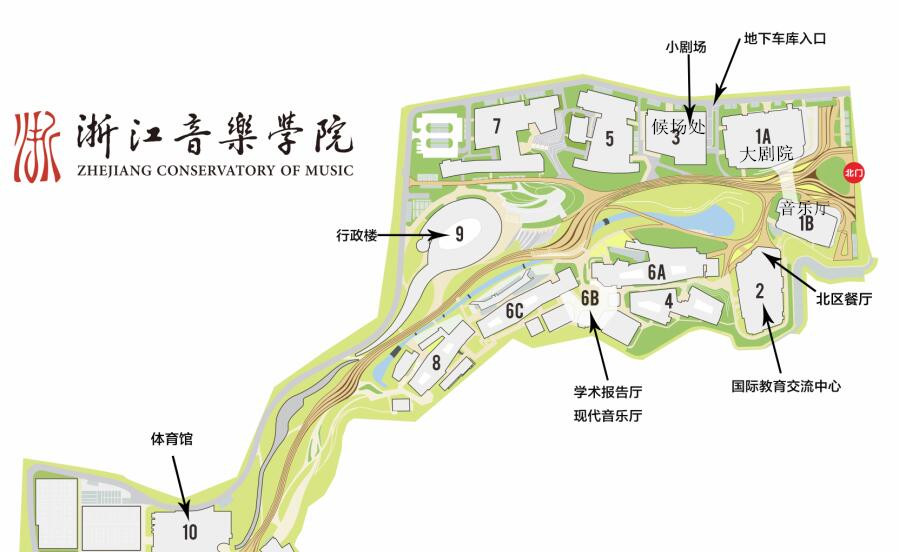 小剧场
地下车库入口
浙江音樂學院
ZHEJIANG CONSERVATORY OF MUSIC
浙
7
5
候场处
3
1A
大剧院
北门
音乐厅
1B
行政楼
9
6A
2
6B
4
6C
北区餐厅
8
学术报告厅
现代音乐厅
国际教育交流中心
体育馆
10